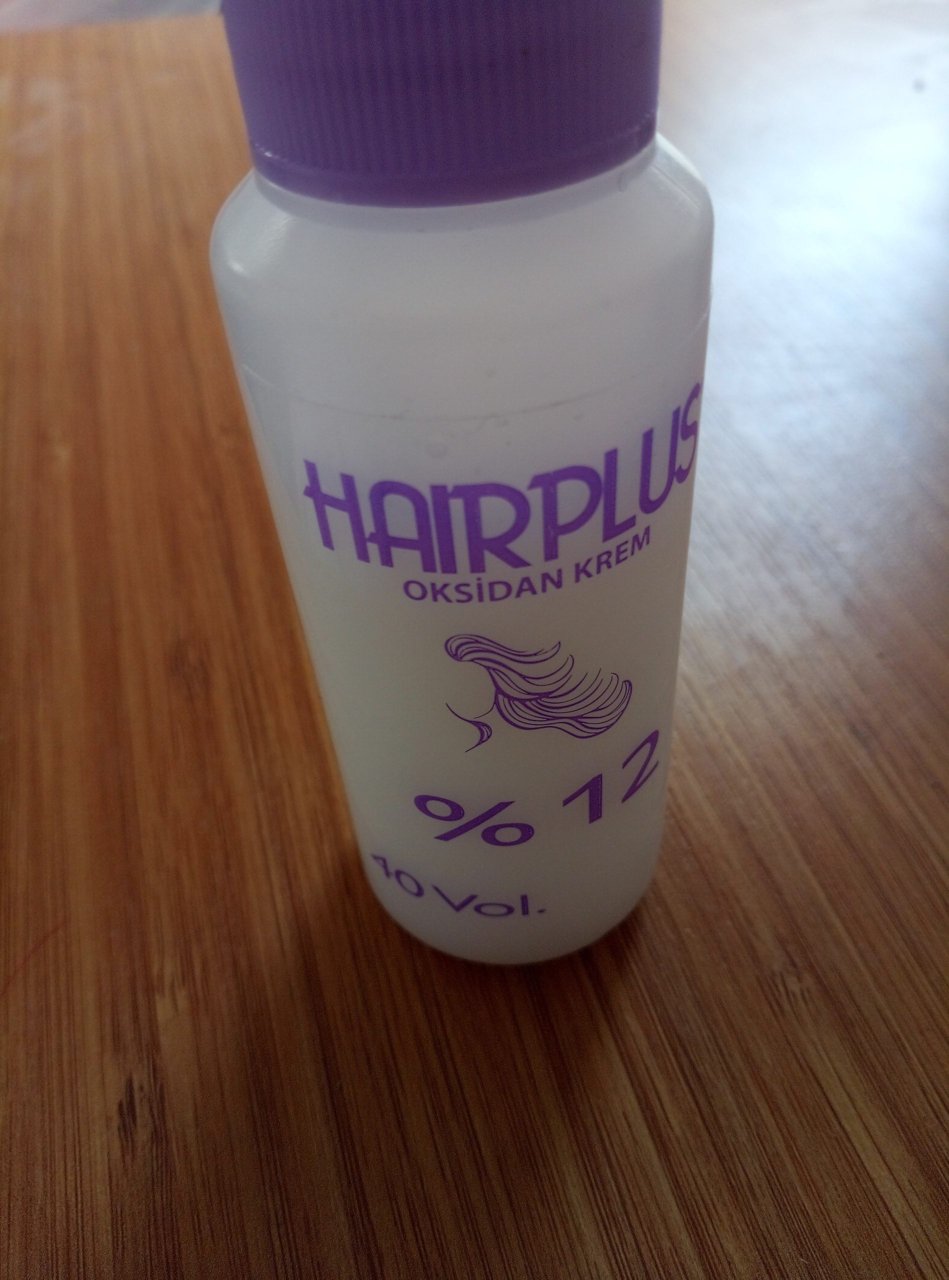 HAIRPLUS
OKSİDAN KREM
% 12
40 Vol.